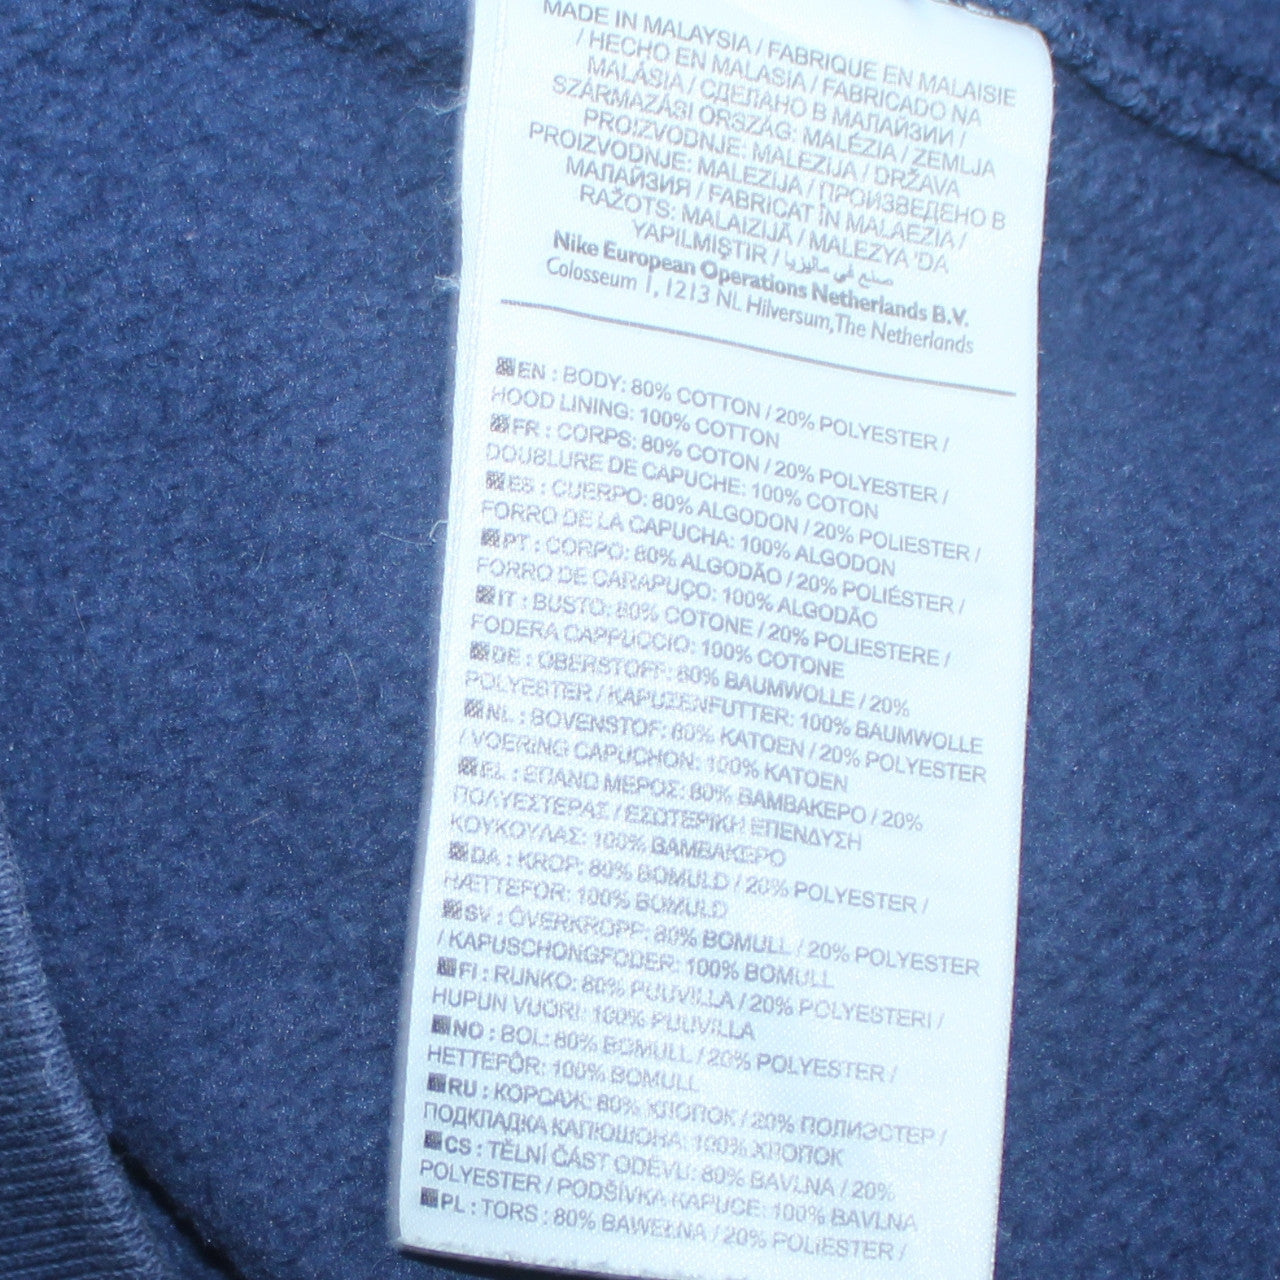 MADE IN MALAYSIA / FABRIQUE EN MALAISIE
/ HECHO EN MALASIA / FABRICADO NA
MALÁSIA / СДЕЛАНО В МАЛАЙЗИИ /
SZÁRMAZÁSI ORSZÁG: MALÉZIA / ZEMLJA
PROIZVODNJE: MALEZIJA / DRŽAVA
PROIZVODNJE: MALEZIJA / ПРОИЗВЕДЕНО В
МАЛАЙЗИЯ / FABRICAT ÎN MALAEZIA /
RAŽOTS: MALAIZIJĀ / MALEZYA 'DA
YAPILMIŞTIR / صنع في ماليزيا
Nike European Operations Netherlands B.V.
Colosseum 1, 1213 NL Hilversum, The Netherlands
EN : BODY: 80% COTTON / 20% POLYESTER /
HOOD LINING: 100% COTTON
FR : CORPS: 80% COTON / 20% POLYESTER /
DOUBLURE DE CAPUCHE: 100% COTON
ES : CUERPO: 80% ALGODON / 20% POLIESTER /
FORRO DE LA CAPUCHA: 100% ALGODON
PT : CORPO: 80% ALGODÃO / 20% POLIÉSTER /
FORRO DE CARAPUÇO: 100% ALGODÃO
IT : BUSTO: 80% COTONE / 20% POLIESTERE /
FODERA CAPPUCCIO: 100% COTONE
DE : OBERSTOFF: 80% BAUMWOLLE / 20%
POLYESTER / KAPUZENFUTTER: 100% BAUMWOLLE
NL : BOVENSTOF: 80% KATOEN / 20% POLYESTER
/ VOERING CAPUCHON: 100% KATOEN
EL : ΕΠΑΝΩ ΜΕΡΟΣ: 80% ΒΑΜΒΑΚΕΡΟ / 20%
ΠΟΛΥΕΣΤΕΡΑΣ / ΕΣΩΤΕΡΙΚΗ ΕΠΕΝΔΥΣΗ
ΚΟΥΚΟΥΛΑΣ: 100% ΒΑΜΒΑΚΕΡΟ
DA : KROP: 80% BOMULD / 20% POLYESTER /
HÆTTEFOR: 100% BOMULD
SV : ÖVERKROPP: 80% BOMULL / 20% POLYESTER
/ KAPUSCHONGFODER: 100% BOMULL
FI : RUNKO: 80% PUUVILLA / 20% POLYESTERI /
HUPUN VUORI: 100% PUUVILLA
NO : BOL: 80% BOMULL / 20% POLYESTER /
HETTEFÔR: 100% BOMULL
RU : КОРСАЖ: 80% ХЛОПОК / 20% ПОЛИЭСТЕР /
ПОДКЛАДКА КАПЮШОНА: 100% ХЛОПОК
CS : TĚLNÍ ČÁST ODĚVU: 80% BAVLNA / 20%
POLYESTER / PODŠÍVKA KAPUCE: 100% BAVLNA
PL : TORS : 80% BAWEŁNA / 20% POLIESTER /